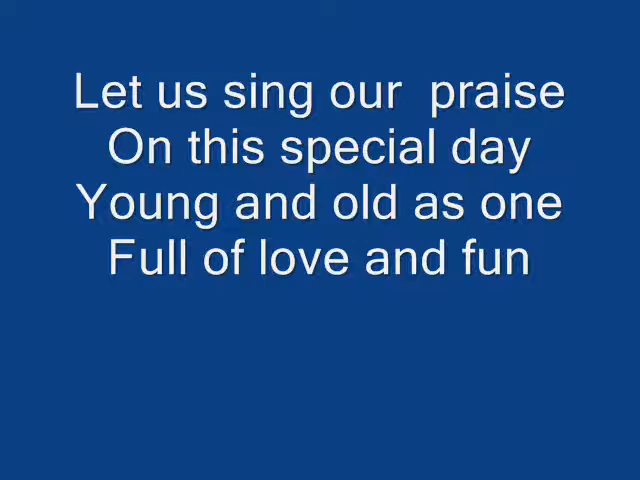 Let us sing our  praise
On this special day
Young and old as one
Full of love and fun